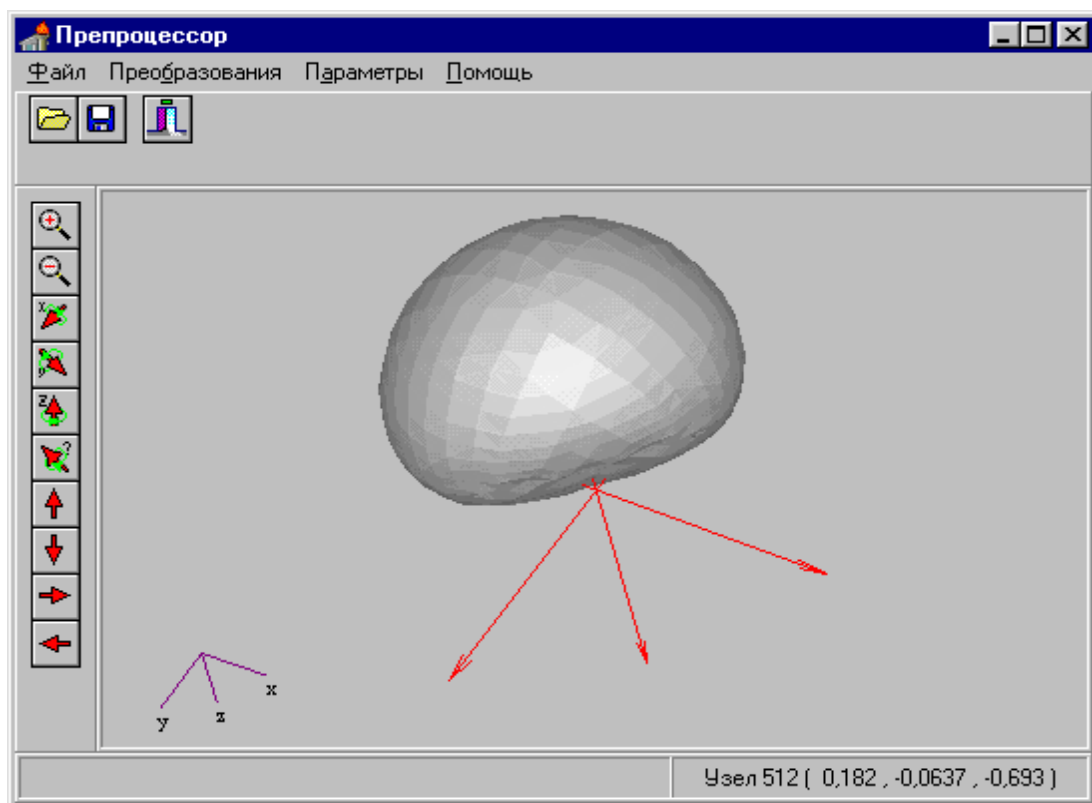 Препроцессор
Файл Преобразования Параметры Помощь
x
y
z
Узел 512 ( 0,182 , -0,0637 , -0,693 )